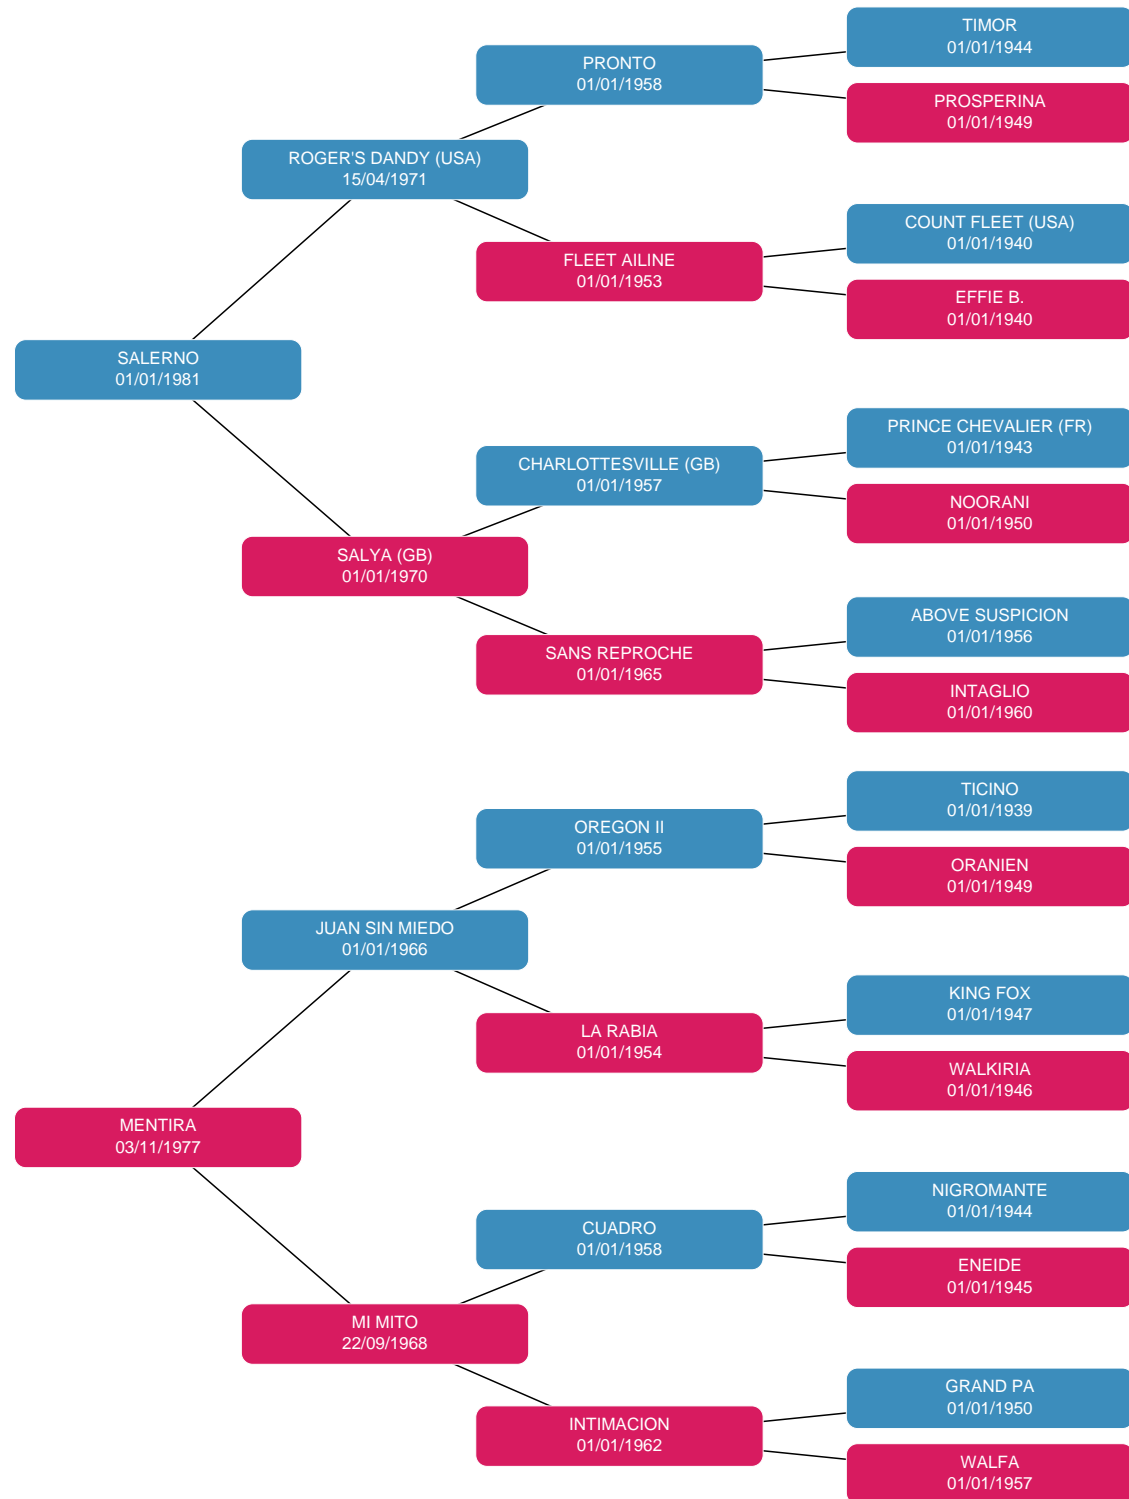 TIMOR
01/01/1944
PRONTO
01/01/1958
PROSPERINA
01/01/1949
ROGER'S DANDY (USA)
15/04/1971
COUNT FLEET (USA)
01/01/1940
FLEET AILINE
01/01/1953
EFFIE B.
01/01/1940
SALERNO
01/01/1981
PRINCE CHEVALIER (FR)
01/01/1943
CHARLOTTESVILLE (GB)
01/01/1957
NOORANI
01/01/1950
SALYA (GB)
01/01/1970
ABOVE SUSPICION
01/01/1956
SANS REPROCHE
01/01/1965
INTAGLIO
01/01/1960
TICINO
01/01/1939
OREGON II
01/01/1955
ORANIEN
01/01/1949
JUAN SIN MIEDO
01/01/1966
KING FOX
01/01/1947
LA RABIA
01/01/1954
WALKIRIA
01/01/1946
MENTIRA
03/11/1977
NIGROMANTE
01/01/1944
CUADRO
01/01/1958
ENEIDE
01/01/1945
MI MITO
22/09/1968
GRAND PA
01/01/1950
INTIMACION
01/01/1962
WALFA
01/01/1957